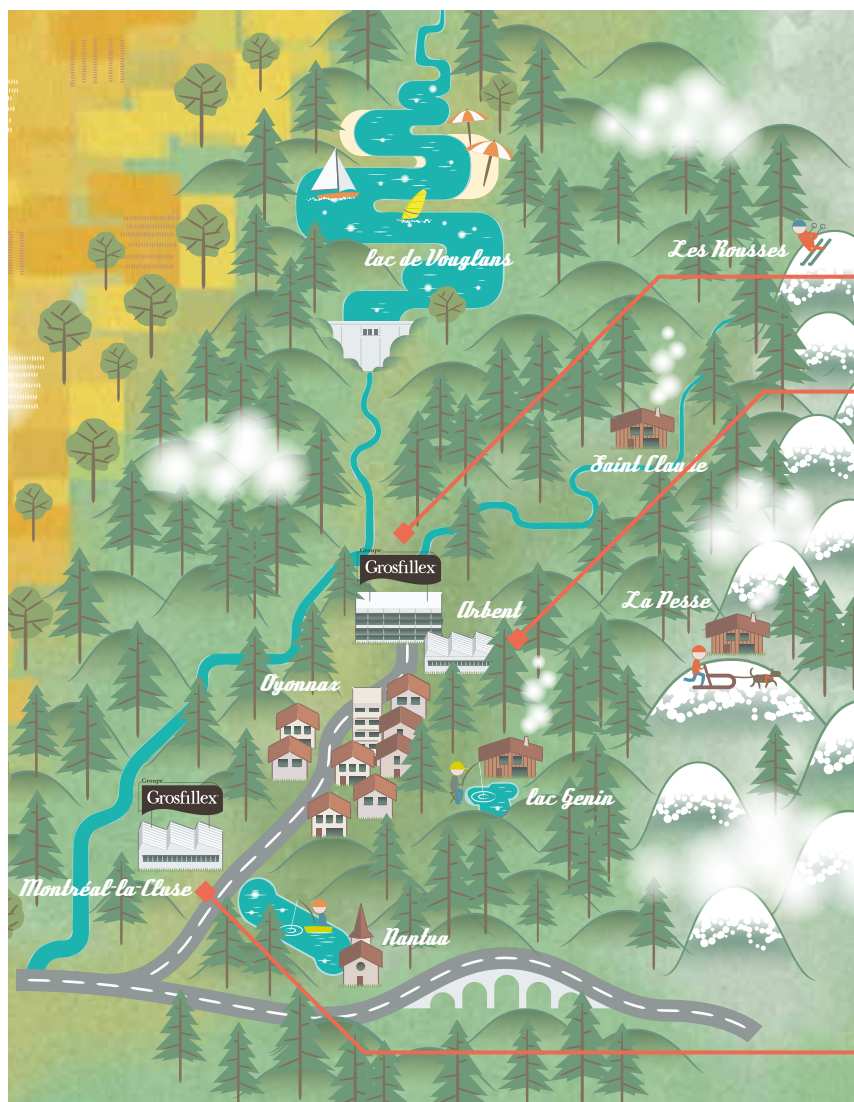 lac de Vouglans
Les Rousses
Saint Claude
Groupe
Grosfillex
Arbent
La Pesse
Oyonnax
Groupe
Grosfillex
lac Genin
Montréal-la-Cluse
Nantua